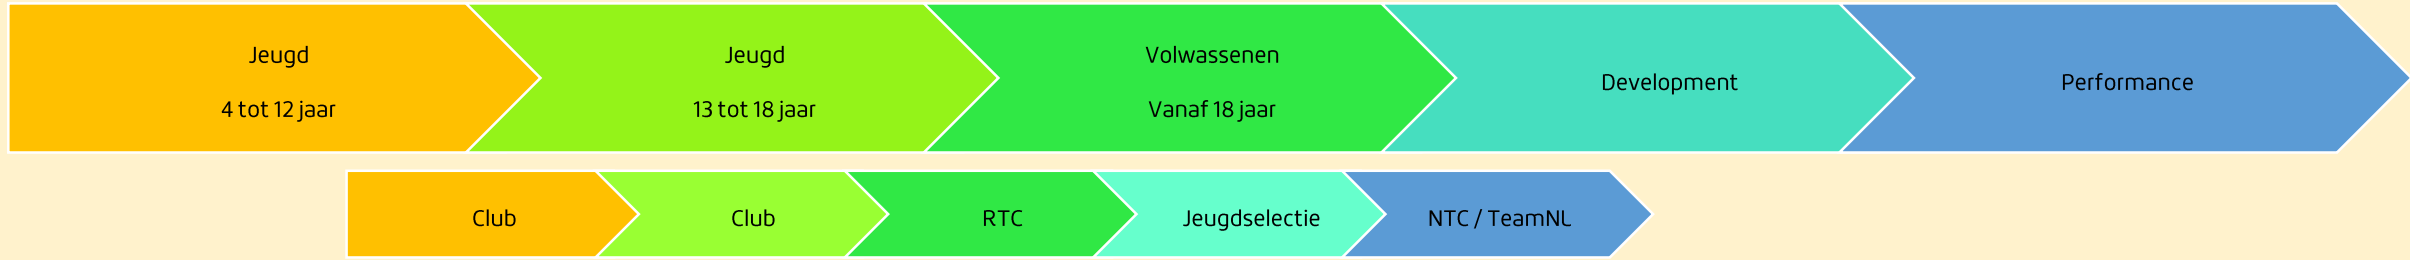 Jeugd
4 tot 12 jaar
Jeugd
13 tot 18 jaar
Volwassenen
Vanaf 18 jaar
Development
Performance
Club
Club
RTC
Jeugdselectie
NTC / TeamNL